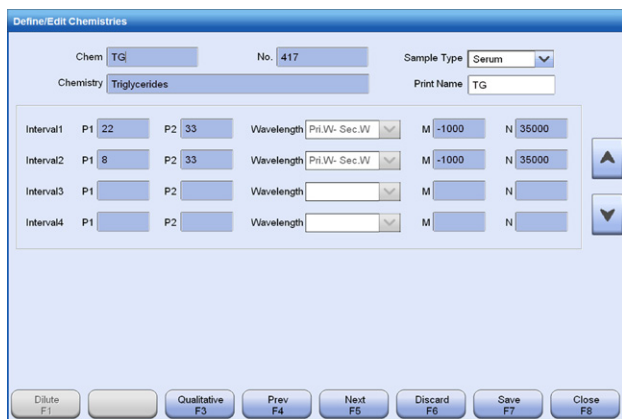 Define/Edit Chemistries
Chem TG No. 417 Sample Type Serum
Chemistry Triglycerides Print Name TG
Interval1 P1 22 P2 33 Wavelength Pri.W- Sec.W M -1000 N 35000
Interval2 P1 8 P2 33 Wavelength Pri.W- Sec.W M -1000 N 35000
Interval3 P1 P2 Wavelength M N
Interval4 P1 P2 Wavelength M N
Dilute Qualitative Prev Next Discard Save Close
F1 F3 F4 F5 F6 F7 F8